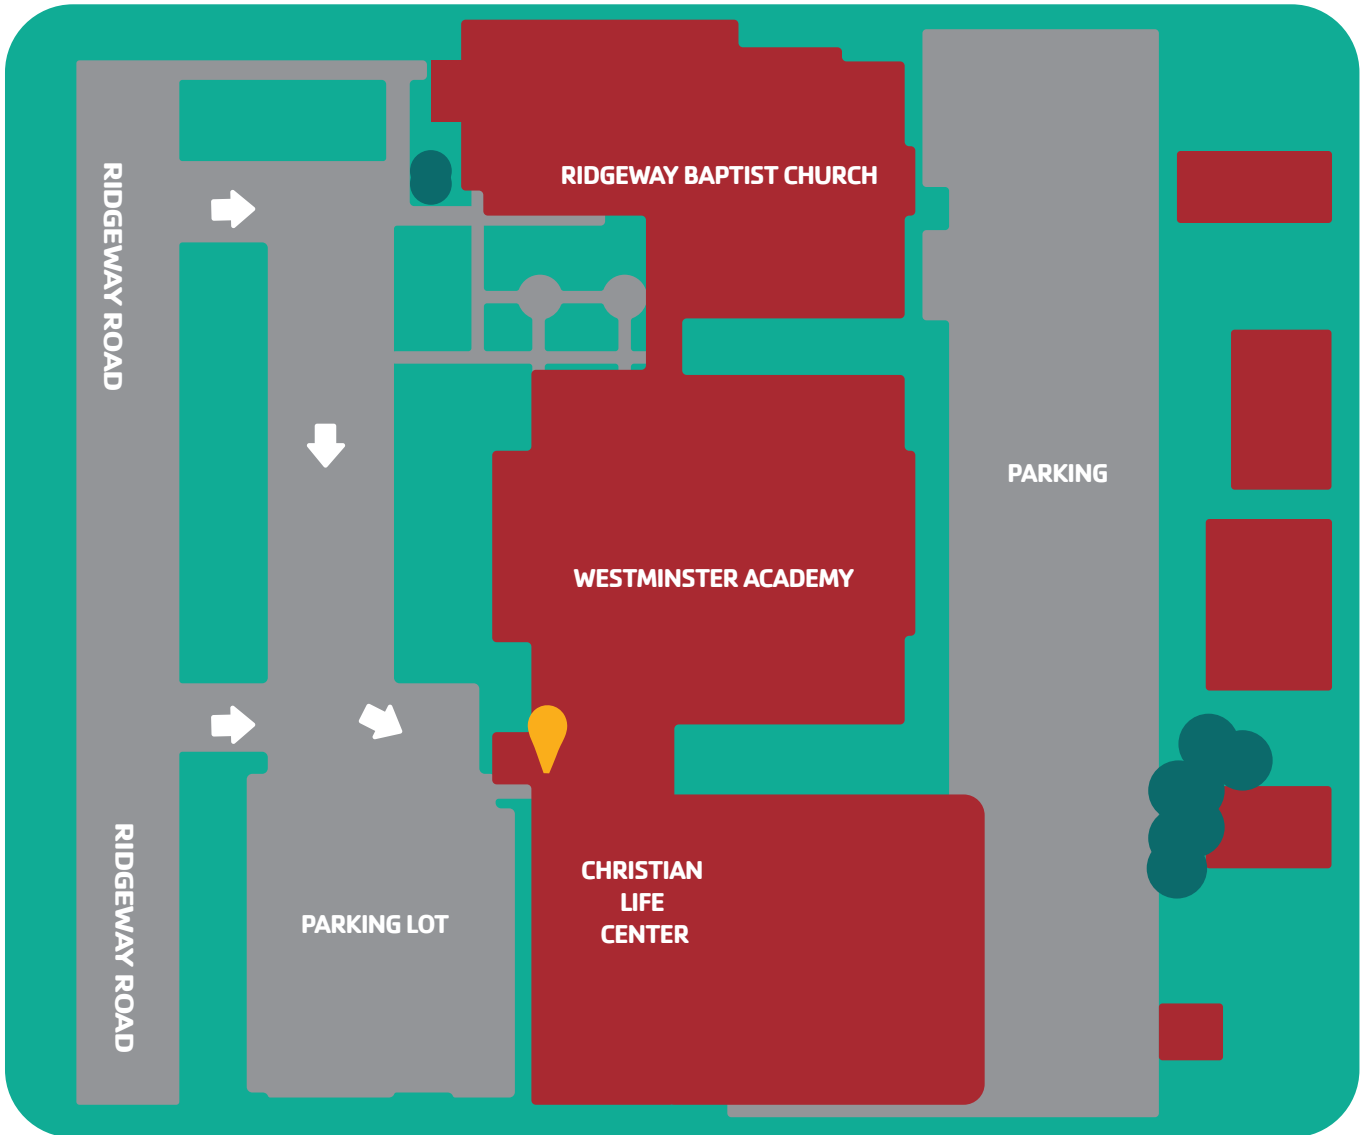 RIDGEWAY BAPTIST CHURCH
RIDGEWAY ROAD
PARKING
WESTMINSTER ACADEMY
CHRISTIAN
LIFE
CENTER
PARKING LOT
RIDGEWAY ROAD